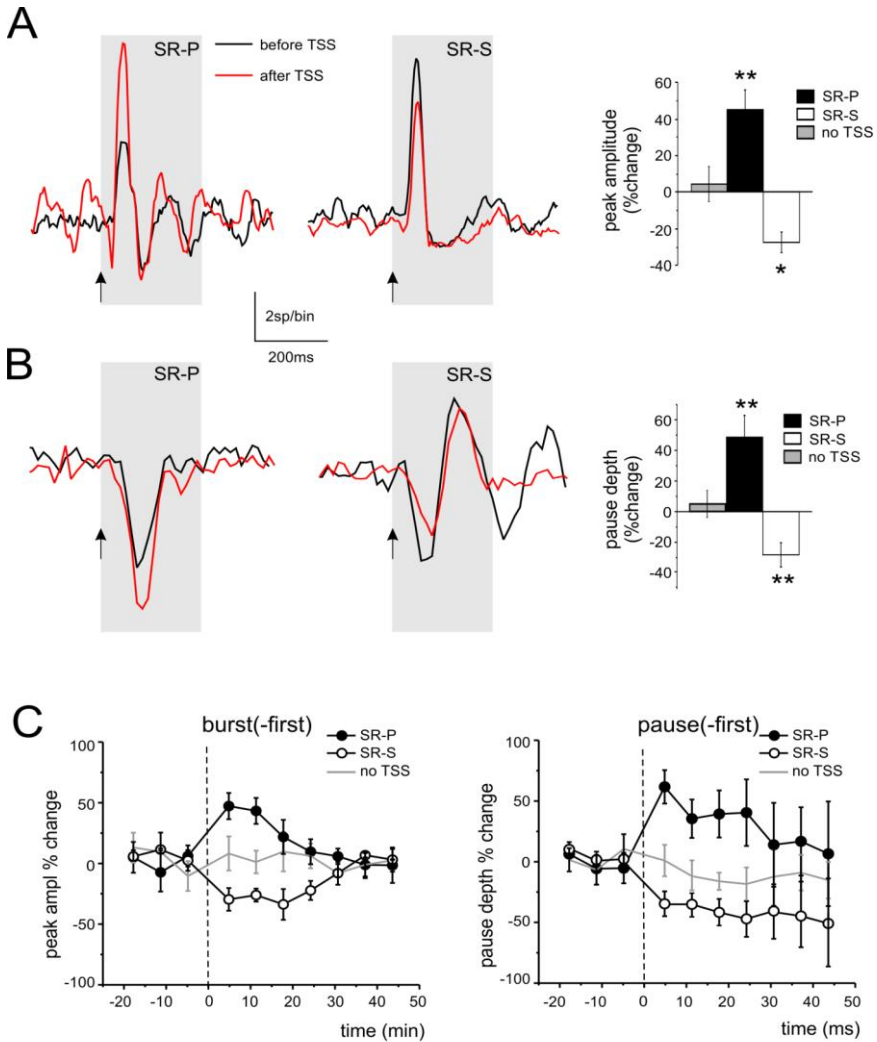 A
SR-P
before TSS
after TSS
SR-S
peak amplitude
(%change)
60
40
20
0
-20
-40
**
*
SR-P
SR-S
no TSS
2sp/bin
200ms
B
SR-P
SR-S
pause depth
(%change)
60
40
20
0
-20
-40
**
**
SR-P
SR-S
no TSS
C
burst(-first)
SR-P
SR-S
no TSS
peak ampl % change
100
50
0
-50
-100
-20 -10 0 10 20 30 40 50
time (min)
pause(-first)
SR-P
SR-S
no TSS
pause depth % change
100
50
0
-50
-100
-20 -10 0 10 20 30 40 50
time (ms)